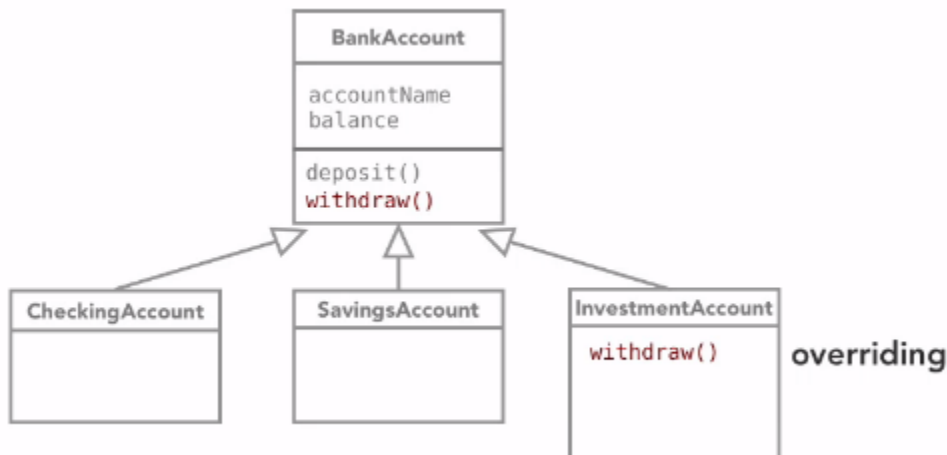 BankAccount
accountName
balance
deposit()
withdraw()
CheckingAccount
SavingsAccount
InvestmentAccount
withdraw()
overriding